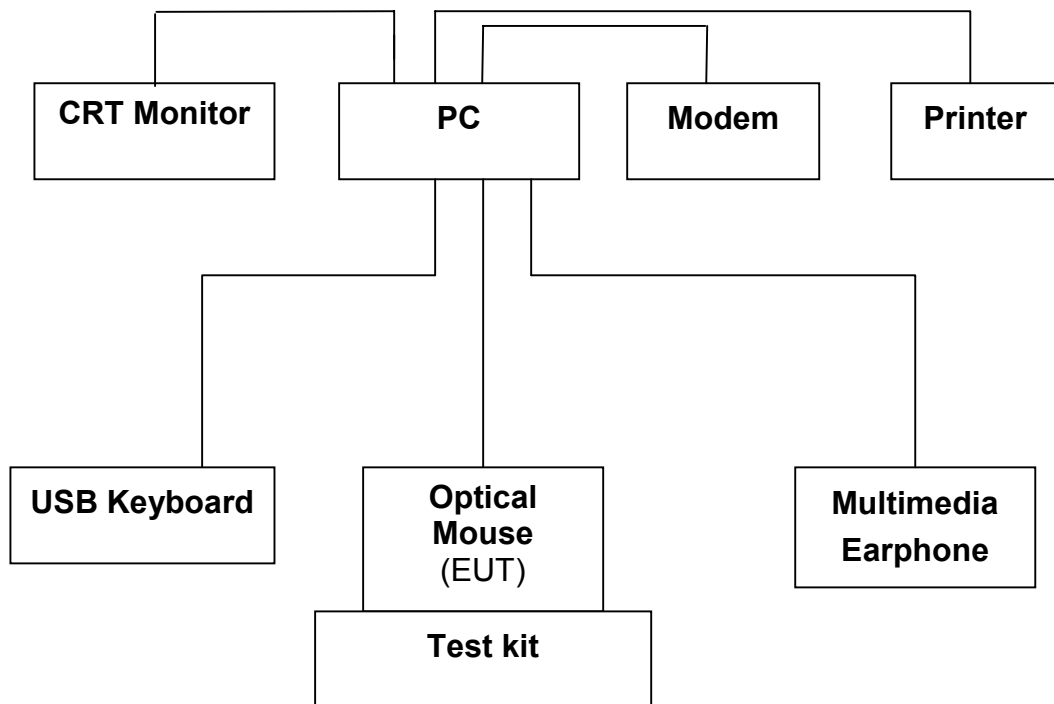 CRT Monitor
PC
Modem
Printer
USB Keyboard
Optical
Mouse
(EUT)
Multimedia
Earphone
Test kit